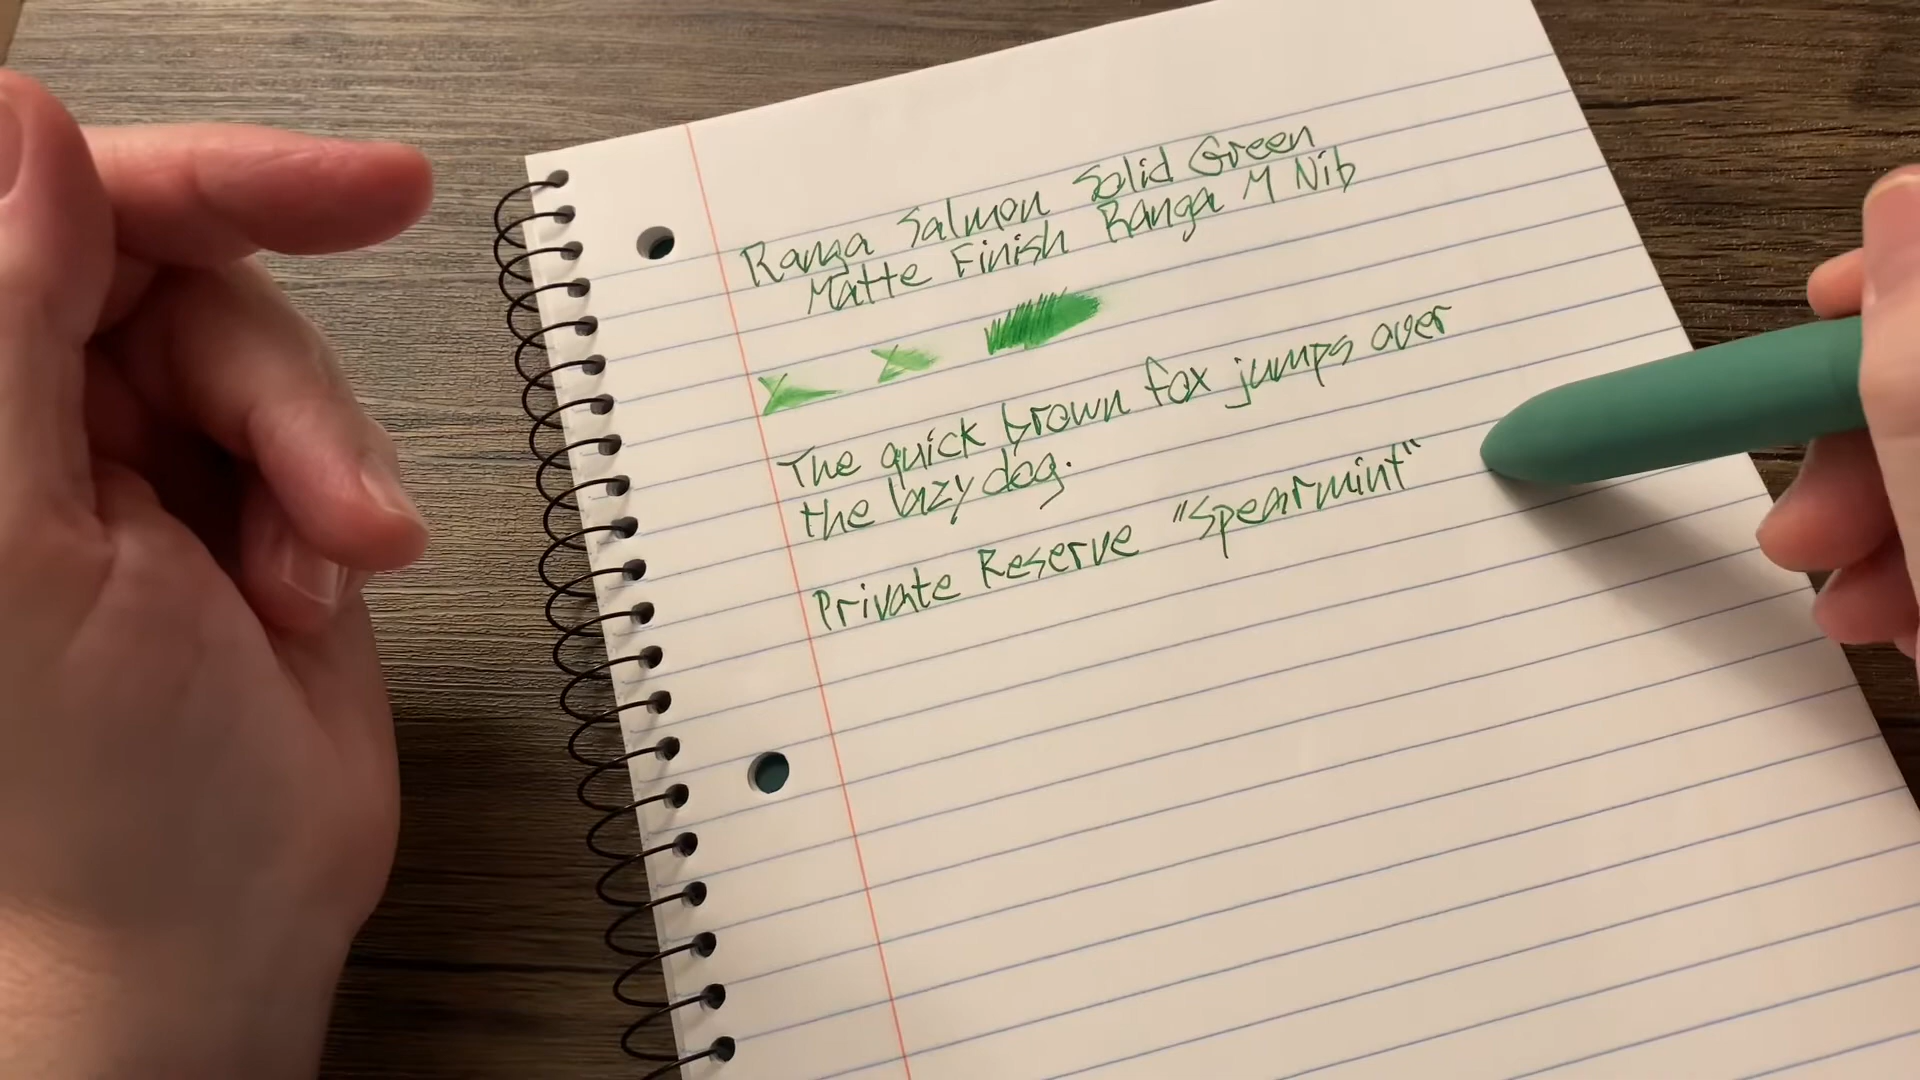 Ranga Salmon Solid Green
Matte Finish Ranga M Nib
The quick brown fox jumps over
the lazy dog.
Private Reserve "Spearmint"